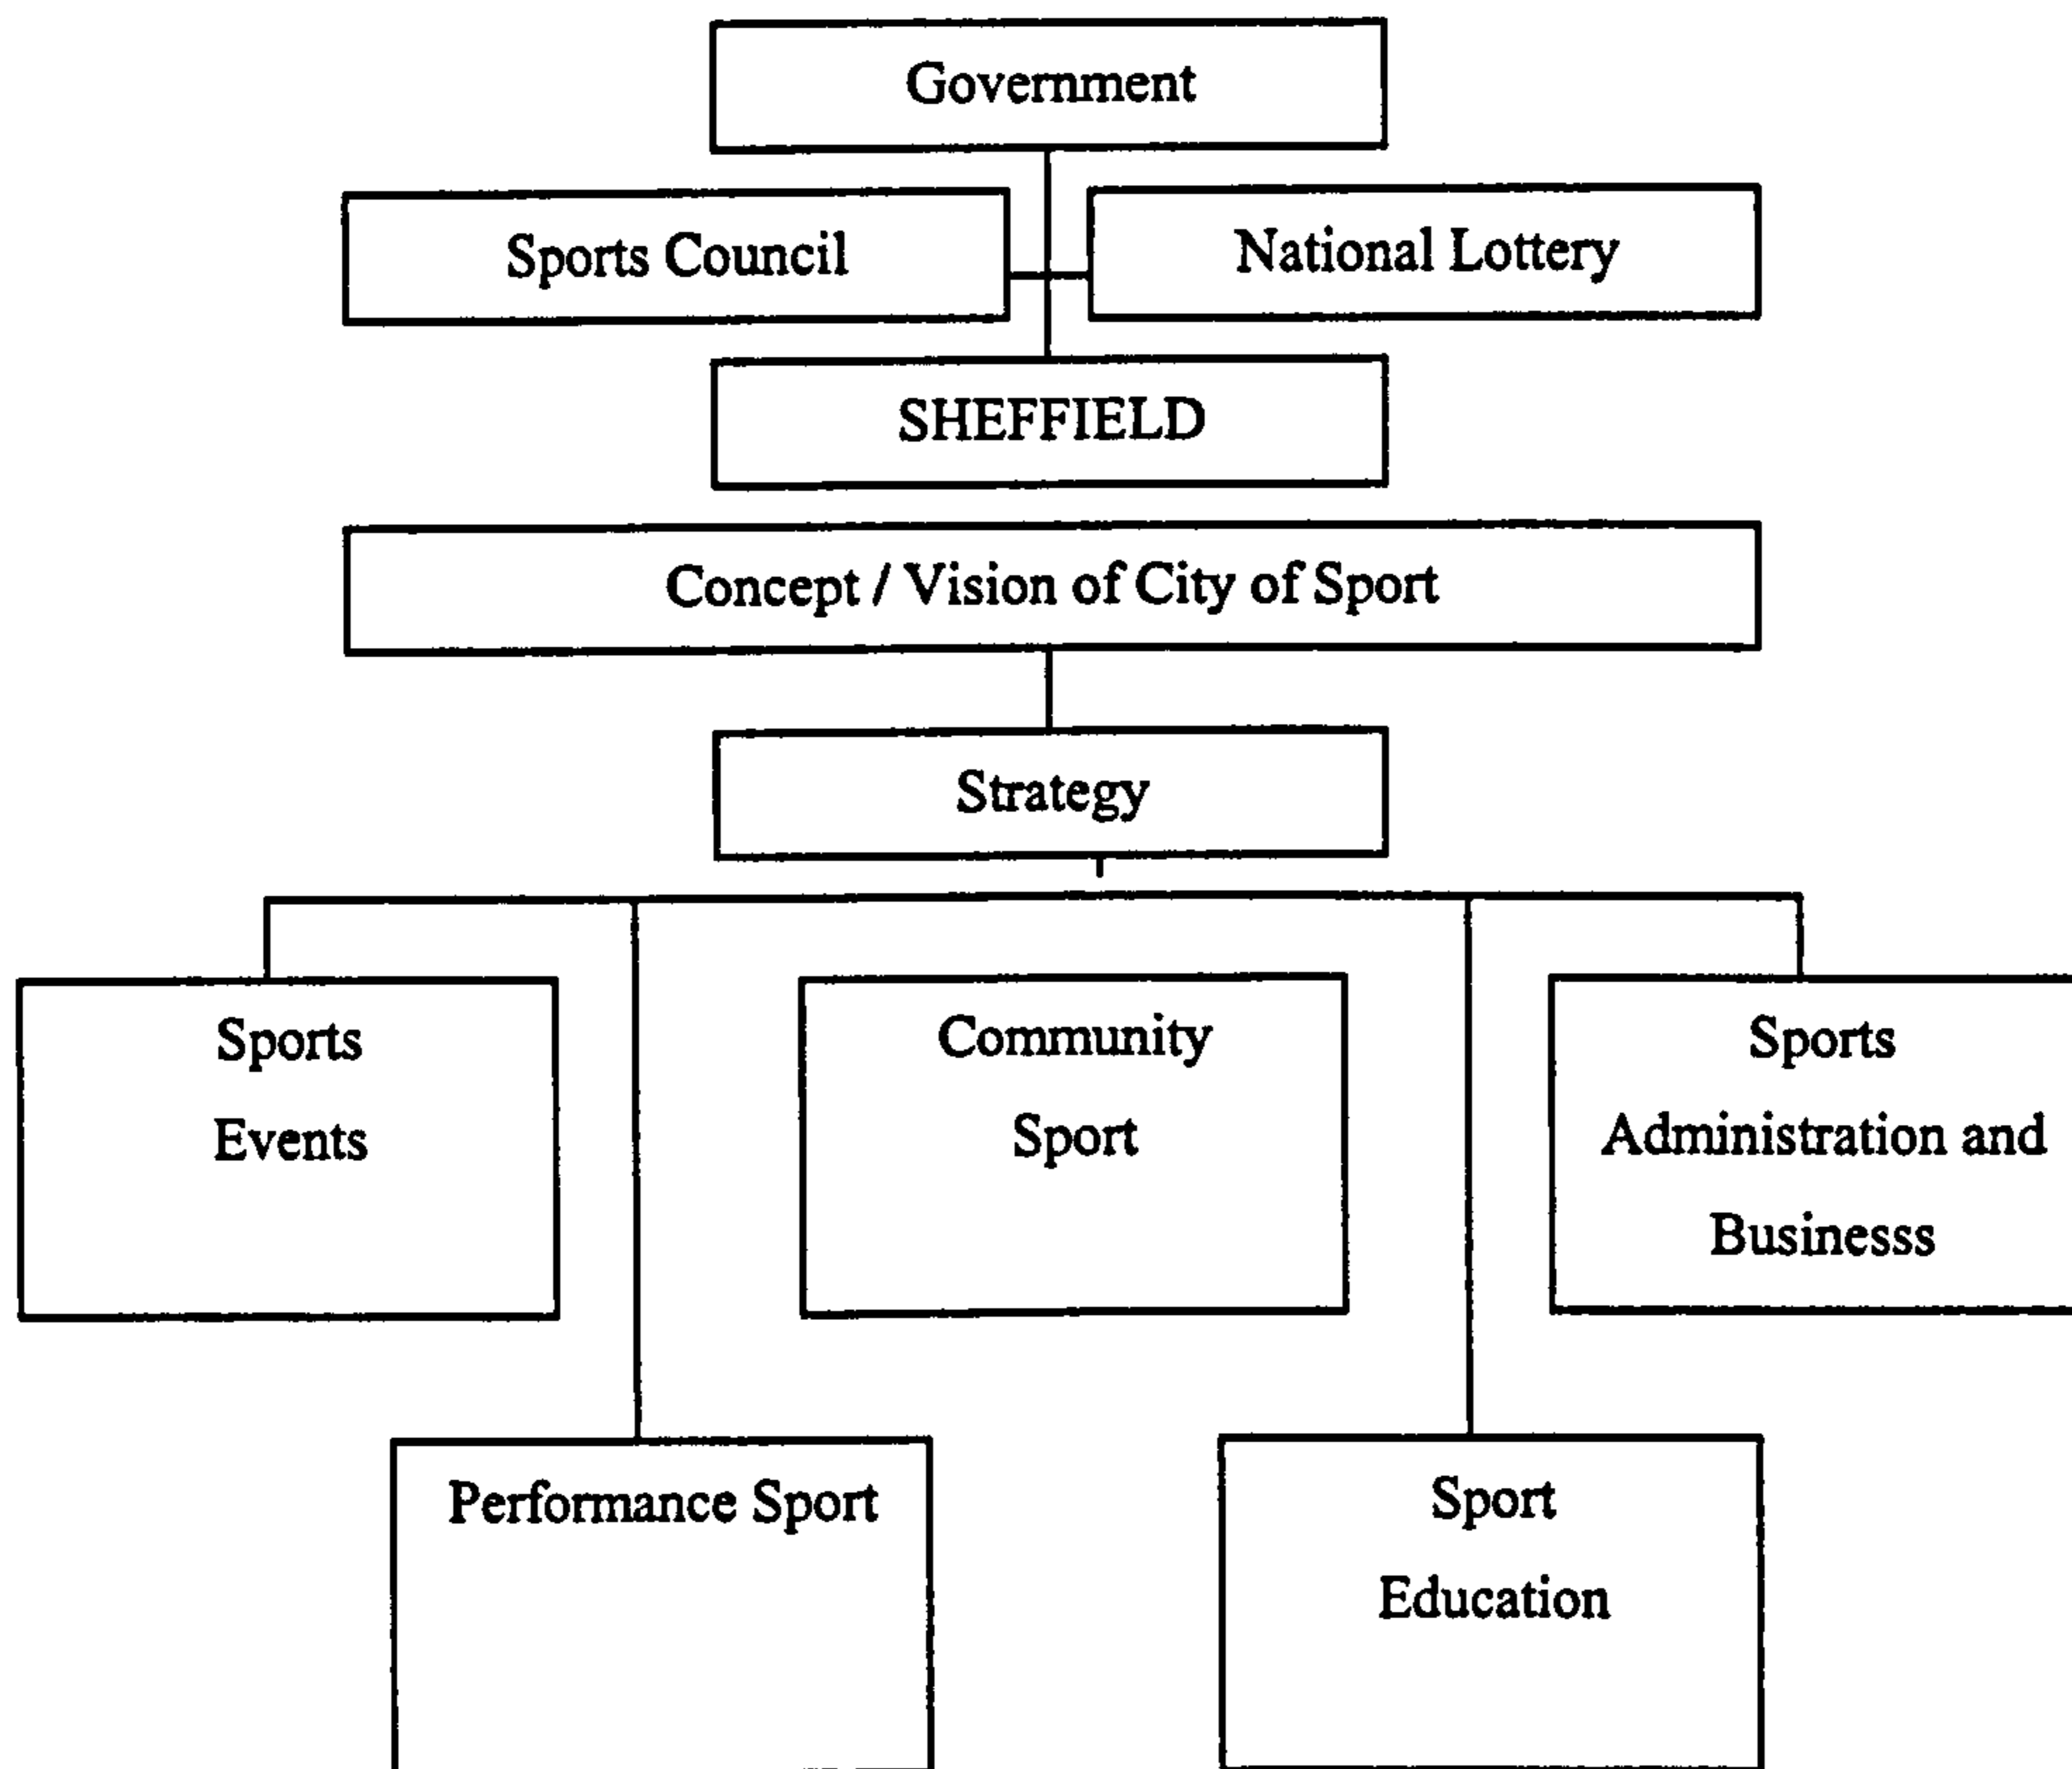 Government
Sports Council
National Lottery
SHEFFIELD
Concept / Vision of City of Sport
Strategy
Sports
Events
Community
Sport
Sports
Administration and
Businesss
Performance Sport
Sport
Education